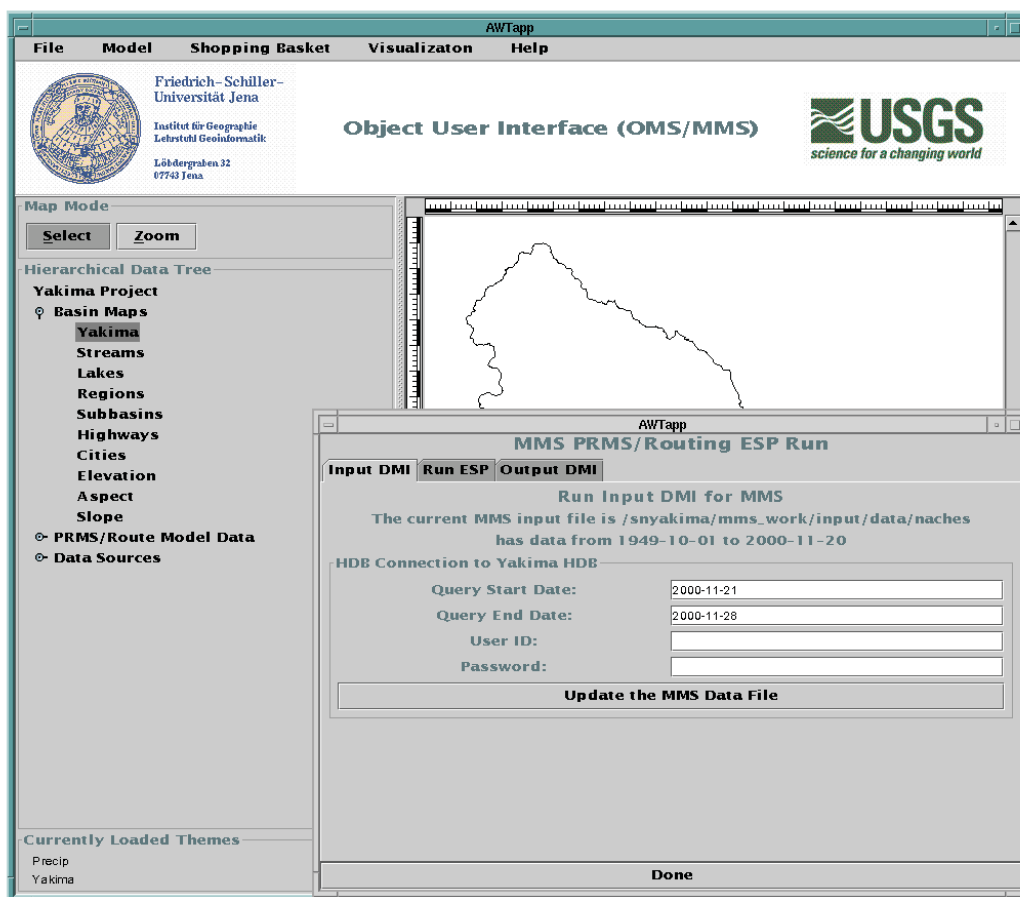 AWTapp
File Model Shopping Basket Visualizaton Help
Friedrich-Schiller-
Universität Jena
Institut für Geographie
Lehrstuhl Geoinformatik
Löbdergraben 32
07743 Jena
Object User Interface (OMS/MMS)
USGS
science for a changing world
Map Mode
Select Zoom
Hierarchical Data Tree
Yakima Project
Basin Maps
Yakima
Streams
Lakes
Regions
Subbasins
Highways
Cities
Elevation
Aspect
Slope
PRMS/Route Model Data
Data Sources
Currently Loaded Themes
Precip
Yakima
AWTapp
MMS PRMS/Routing ESP Run
Input DMI Run ESP Output DMI
Run Input DMI for MMS
The current MMS input file is /snyakima/mms_work/input/data/naches
has data from 1949-10-01 to 2000-11-20
HDB Connection to Yakima HDB
Query Start Date: 2000-11-21
Query End Date: 2000-11-28
User ID:
Password:
Update the MMS Data File
Done